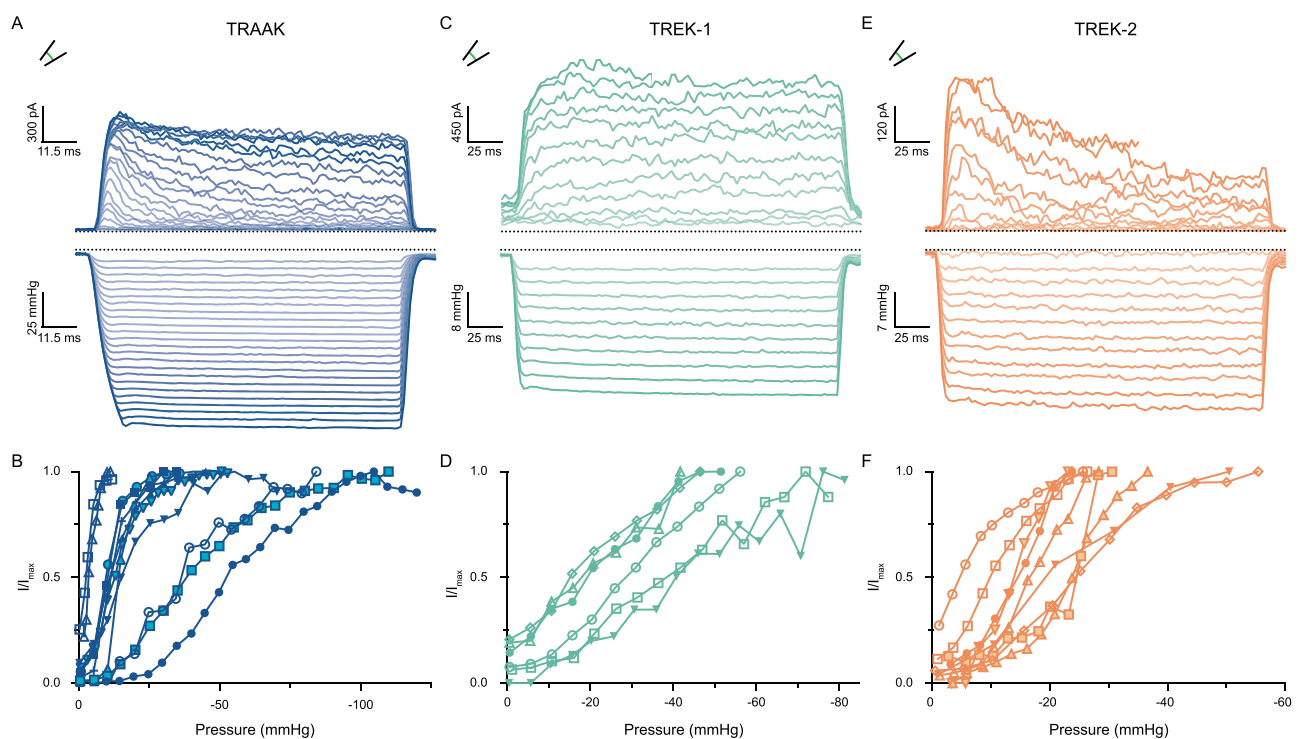 A
TRAAK
300 pA
11.5 ms
25 mmHg
11.5 ms
C
TREK-1
450 pA
25 ms
8 mmHg
25 ms
E
TREK-2
120 pA
25 ms
7 mmHg
25 ms
B
1.0
0.5
0.0
I/Imax
0
-50
-100
Pressure (mmHg)
D
1.0
0.5
0.0
I/Imax
0
-20
-40
-60
-80
Pressure (mmHg)
F
1.0
0.5
0.0
I/Imax
0
-20
-40
-60
Pressure (mmHg)